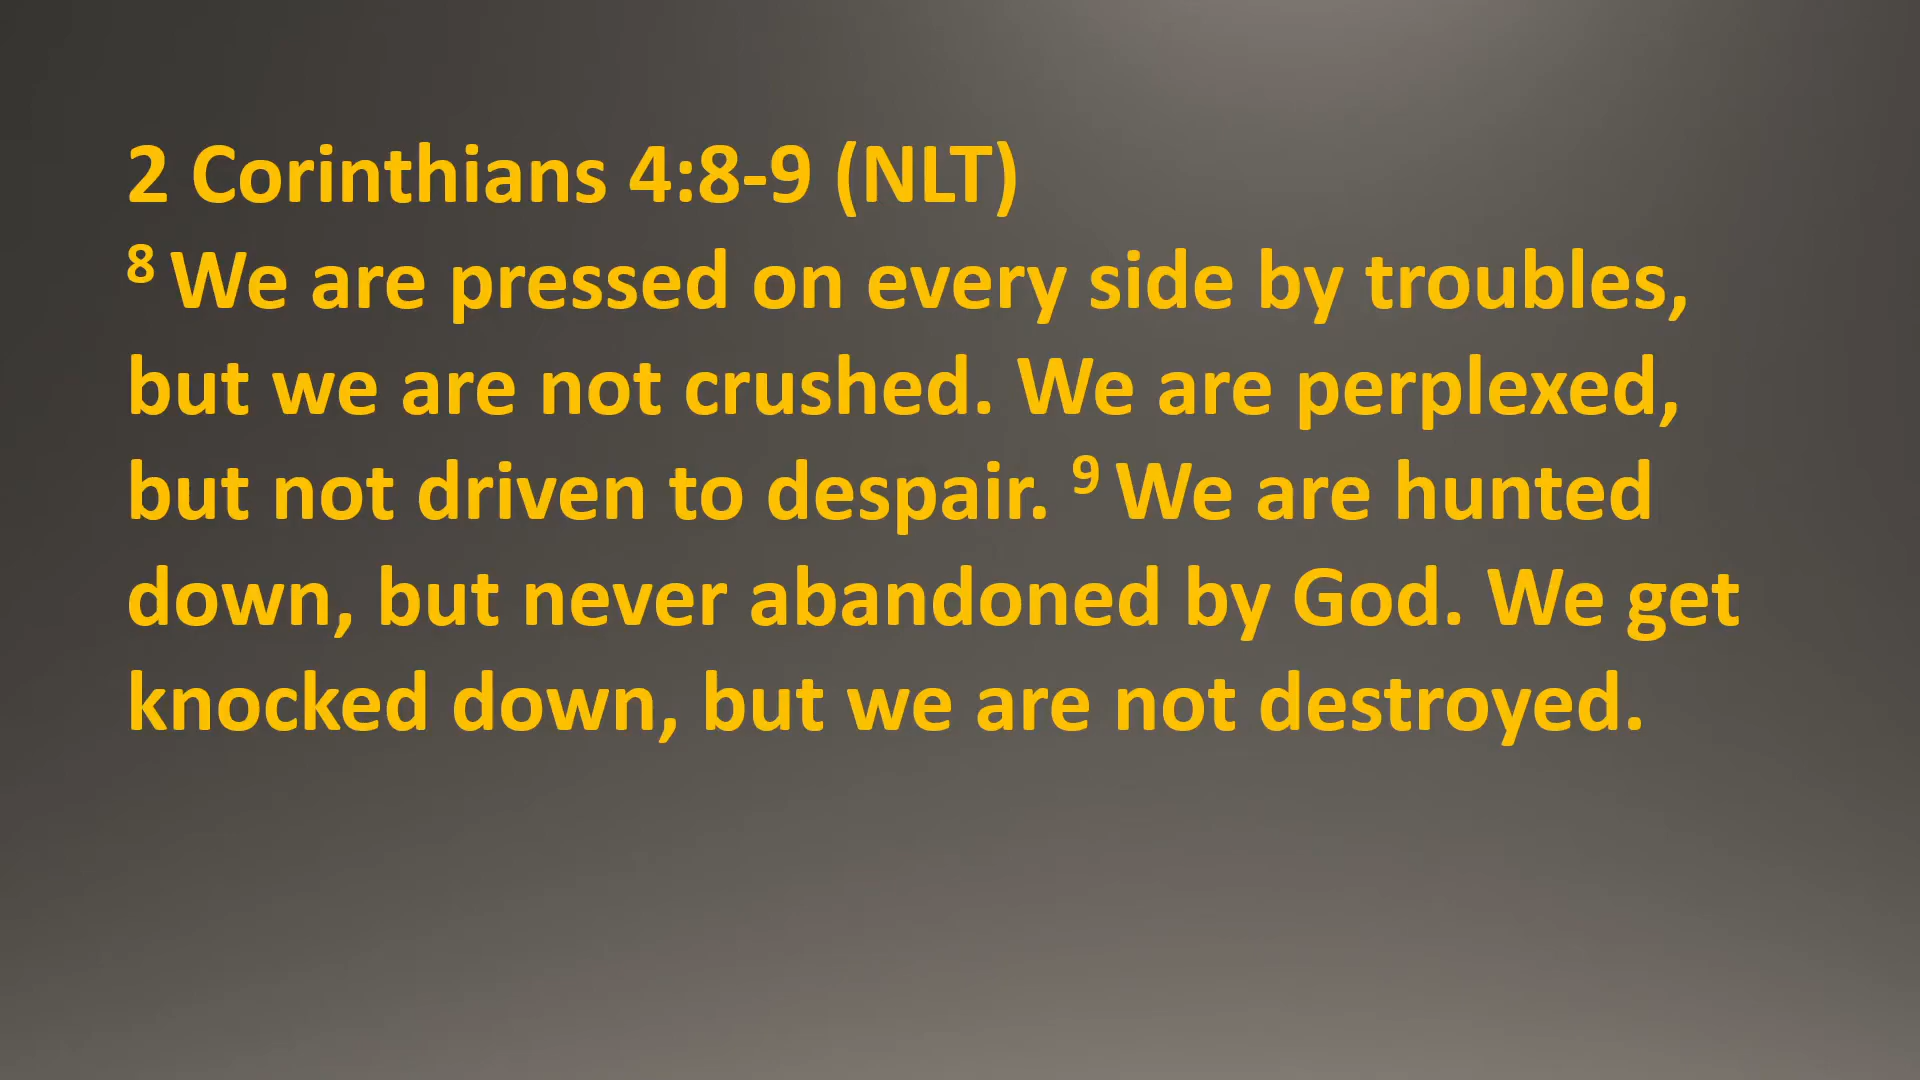 2 Corinthians 4:8-9 (NLT)
8 We are pressed on every side by troubles,
but we are not crushed. We are perplexed,
but not driven to despair. 9 We are hunted
down, but never abandoned by God. We get
knocked down, but we are not destroyed.